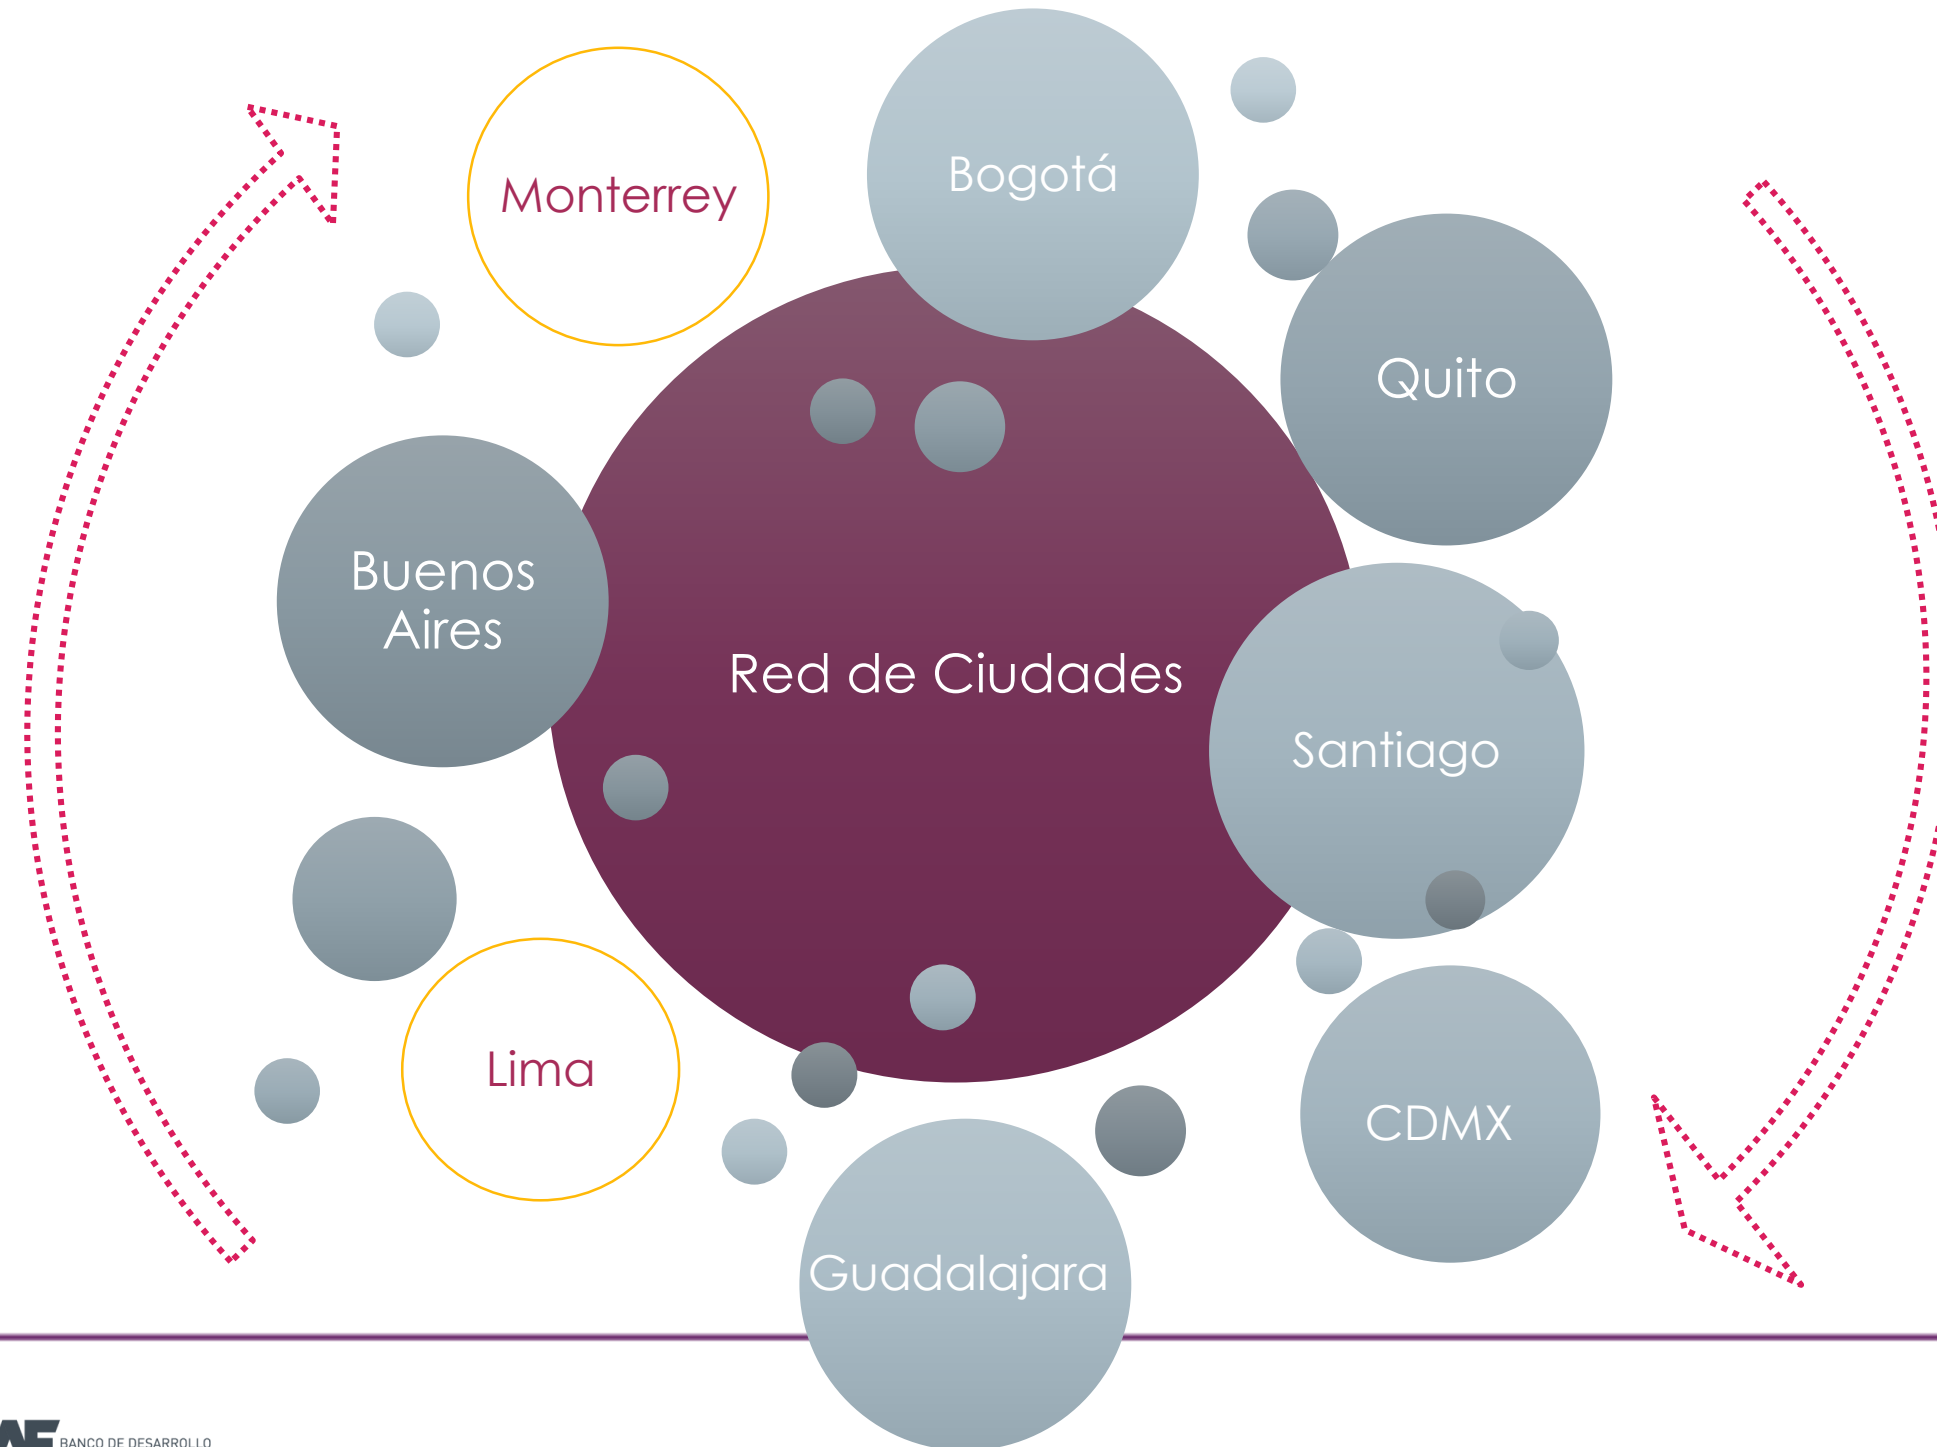 Monterrey
Bogotá
Quito
Buenos
Aires
Red de Ciudades
Santiago
Lima
CDMX
Guadalajara
BANCO DE DESARROLLO